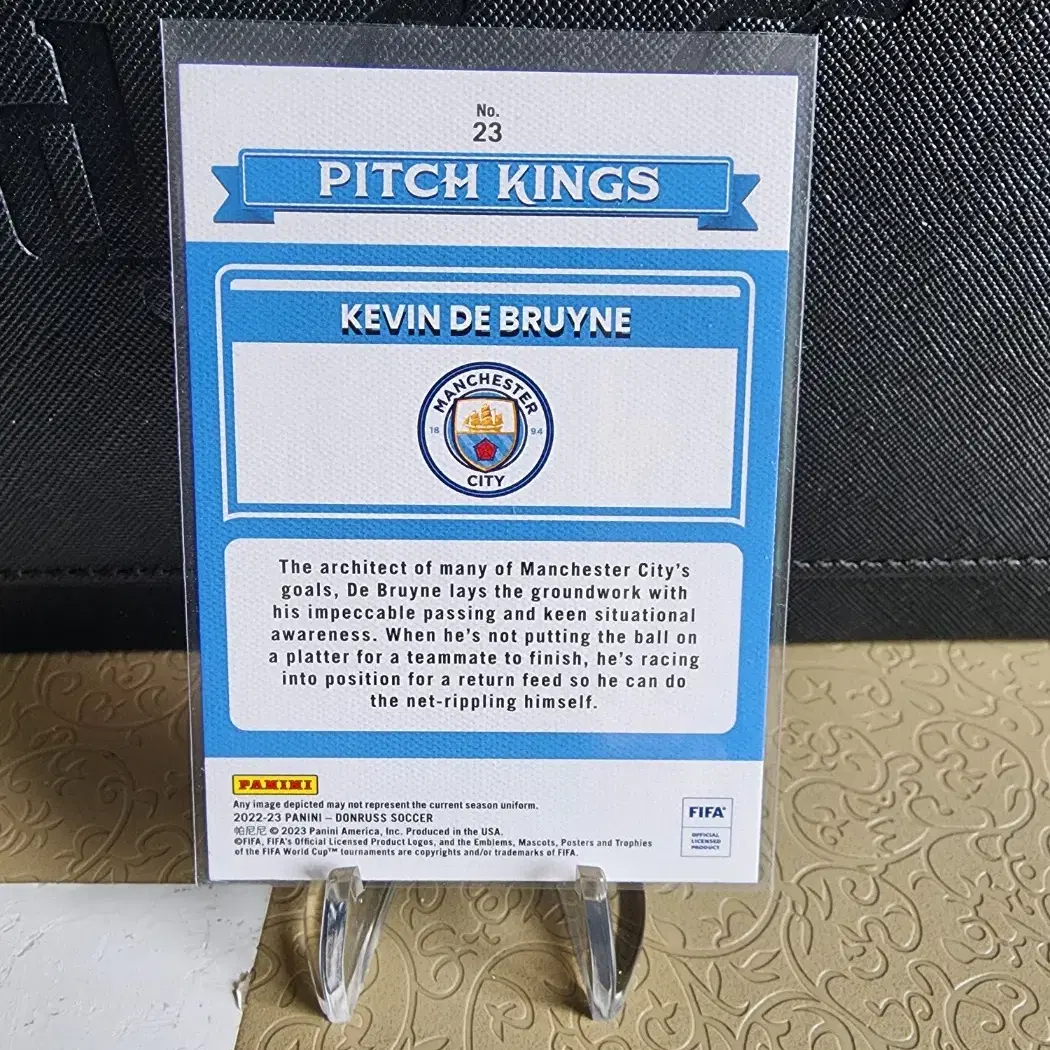 No.
23
PITCH KINGS
KEVIN DE BRUYNE
MANCHESTER
18 94
CITY
The architect of many of Manchester City's
goals, De Bruyne lays the groundwork with
his impeccable passing and keen situational
awareness. When he's not putting the ball on
a platter for a teammate to finish, he's racing
into position for a return feed so he can do
the net-rippling himself.
PANINI
Any image depicted may not represent the current season uniform.
2022-23 PANINI – DONRUSS SOCCER
帕尼尼 © 2023 Panini America, Inc. Produced in the USA.
©FIFA, FIFA's Official Licensed Product Logos, and the Emblems, Mascots, Posters and Trophies
of the FIFA World Cup™ tournaments are copyrights and/or trademarks of FIFA.
FIFA®
OFFICIAL
LICENSED
PRODUCT